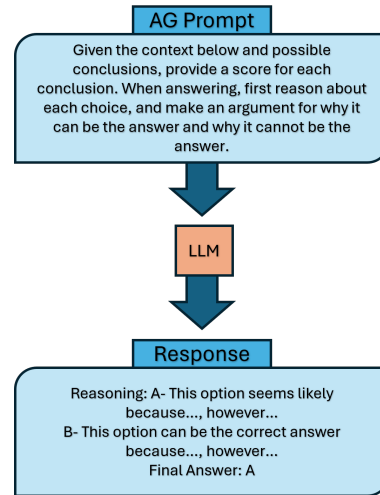 AG Prompt
Given the context below and possible
conclusions, provide a score for each
conclusion. When answering, first reason about
each choice, and make an argument for why it
can be the answer and why it cannot be the
answer.
LLM
Response
Reasoning: A- This option seems likely
because..., however...
B- This option can be the correct answer
because..., however...
Final Answer: A